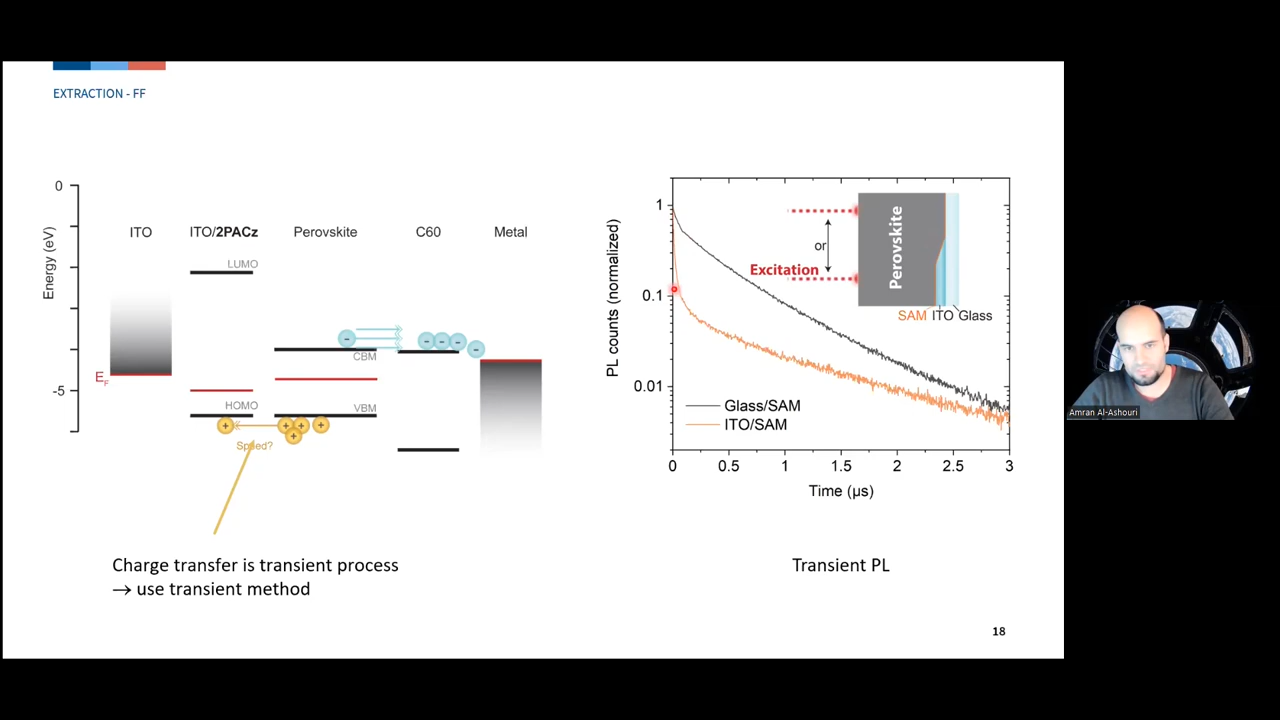 EXTRACTION - FF
0
-5
Energy (eV)
ITO
ITO/2PACz
Perovskite
C60
Metal
LUMO
HOMO
CBM
VBM
EF
-
-
-
-
-
+
+
+
+
+
Speed?
Charge transfer is transient process
→ use transient method
PL counts (normalized)
1
0.1
0.01
0
0.5
1
1.5
2
2.5
3
Time (µs)
Excitation
or
Perovskite
SAM ITO Glass
Glass/SAM
ITO/SAM
Transient PL
18
Amran Al-Ashouri